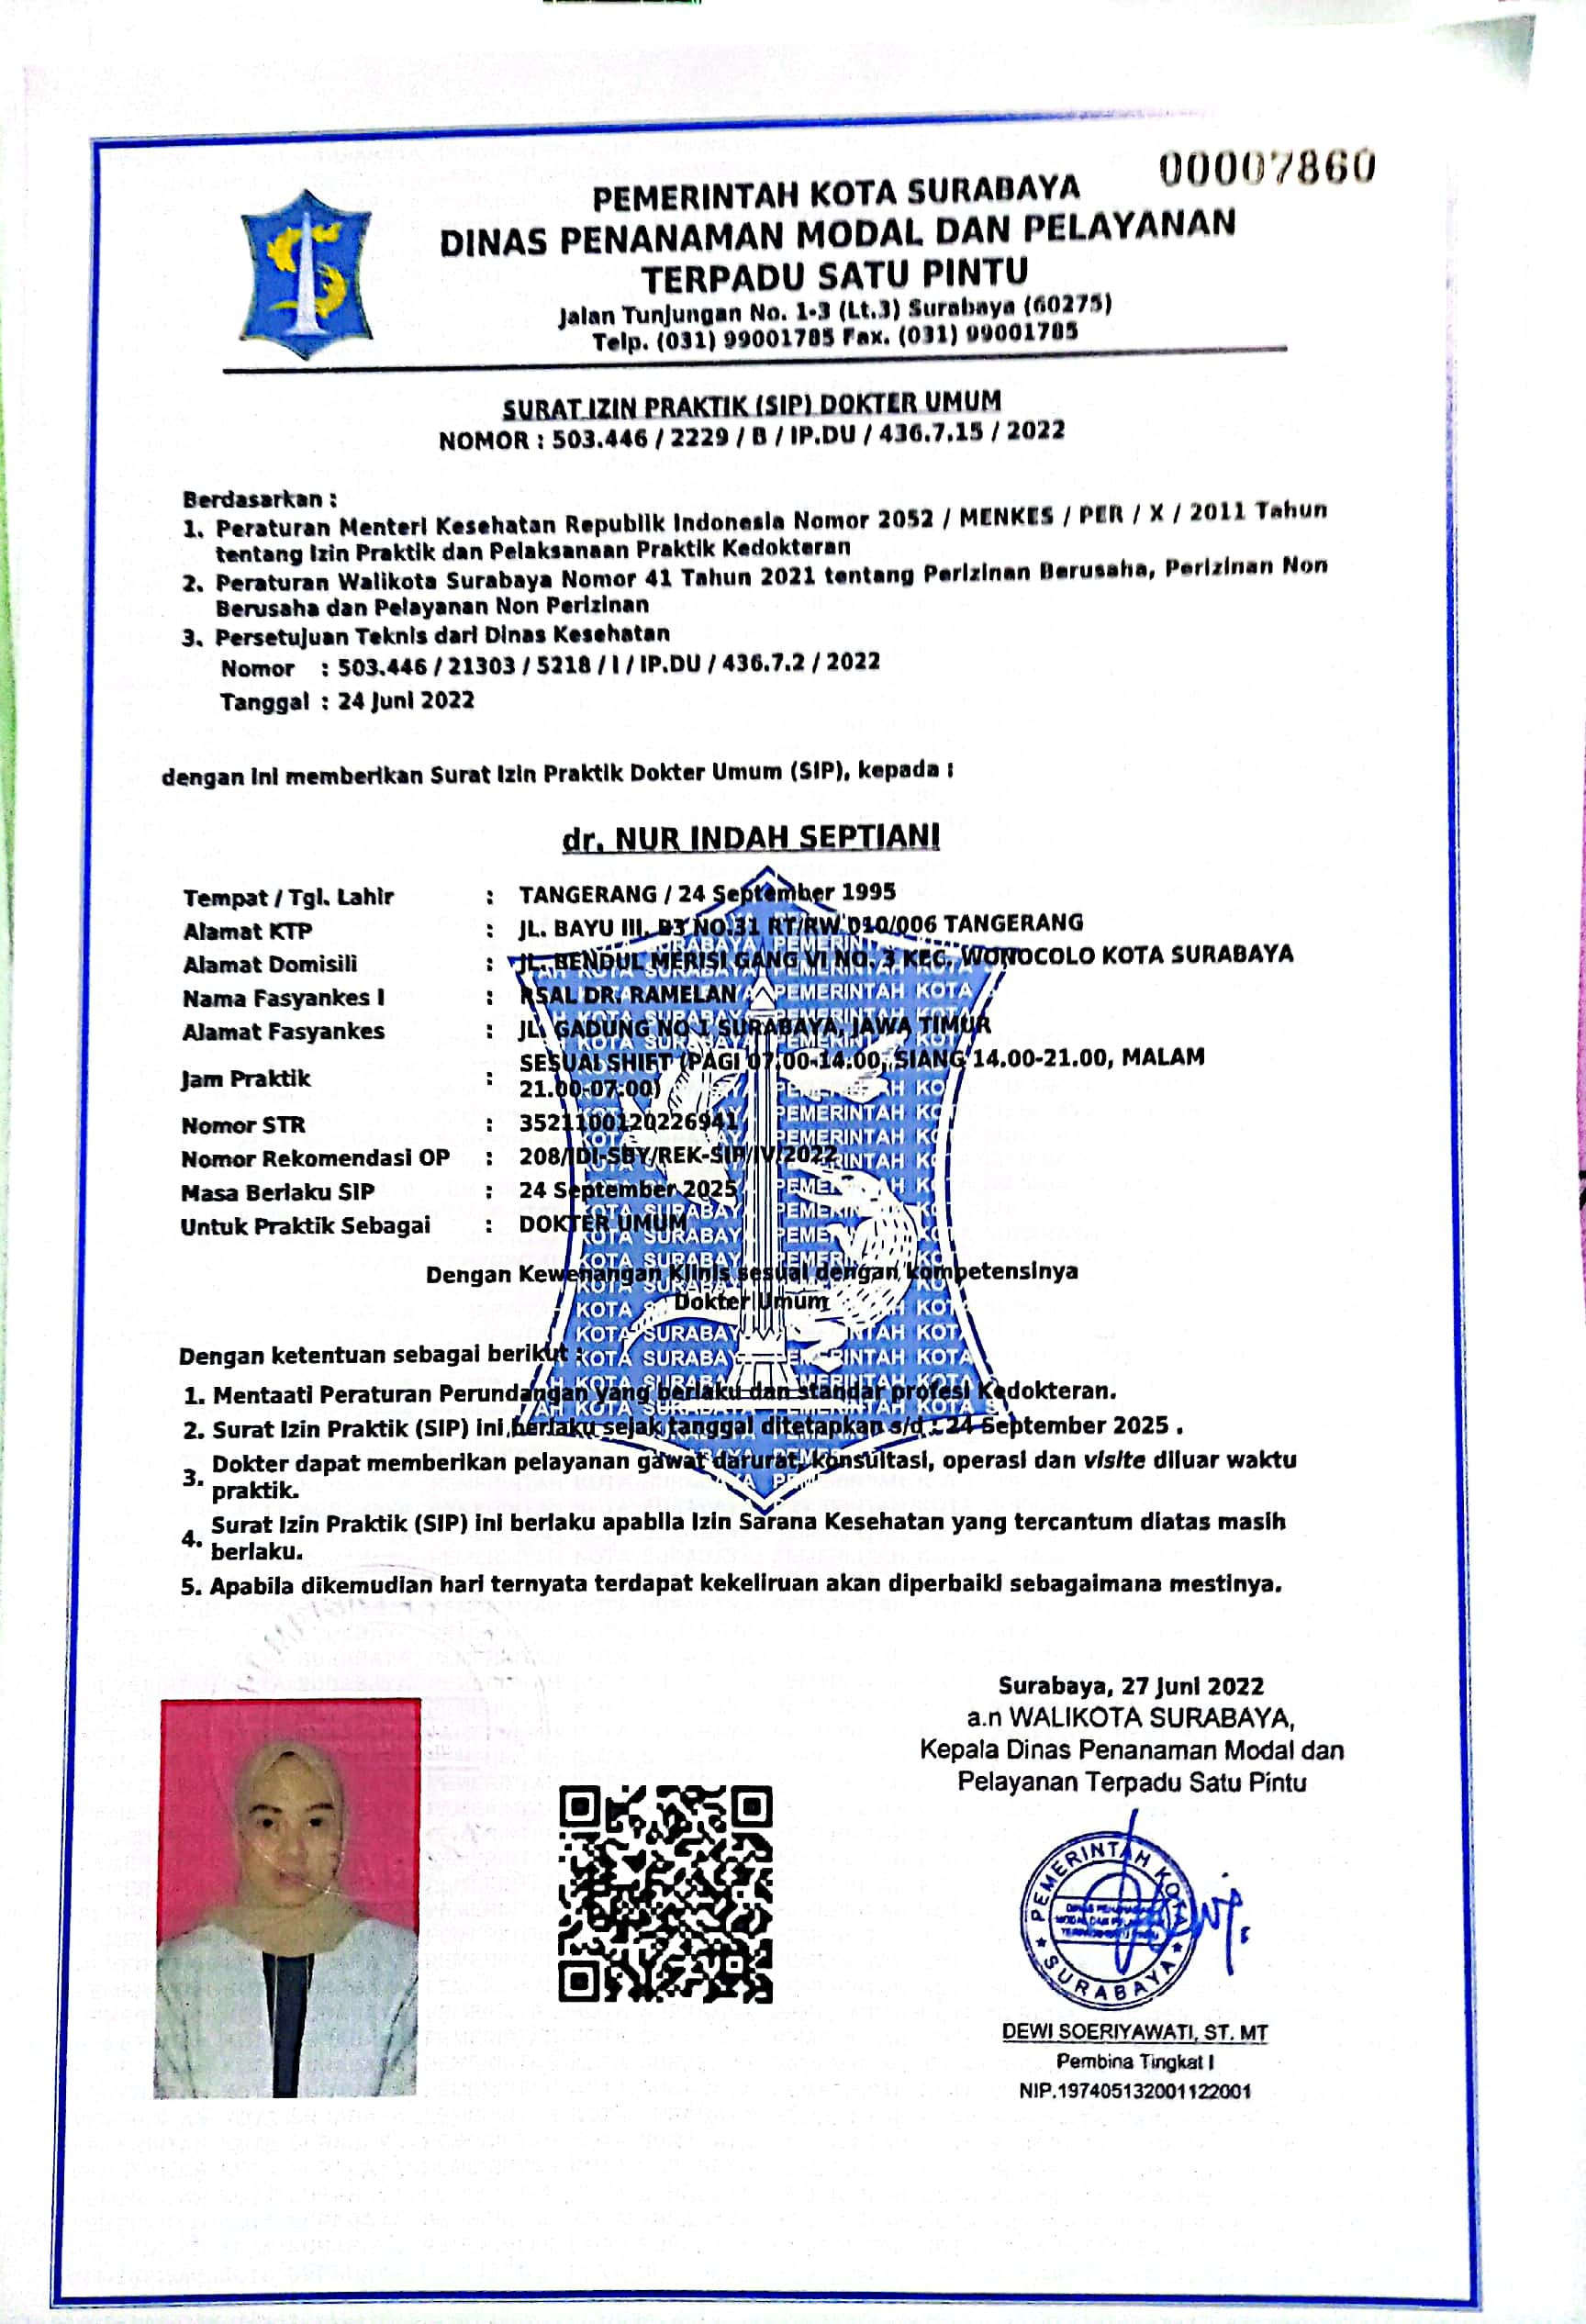 00007860
PEMERINTAH KOTA SURABAYA
DINAS PENANAMAN MODAL DAN PELAYANAN
TERPADU SATU PINTU
Jalan Tunjungan No. 1-3 (Lt.3) Surabaya (60275)
Telp. (031) 99001785 Fax. (031) 99001785
SURAT IZIN PRAKTIK (SIP) DOKTER UMUM
NOMOR : 503.446 / 2229 / B / IP.DU / 436.7.15 / 2022
Berdasarkan :
1. Peraturan Menteri Kesehatan Republik Indonesia Nomor 2052 / MENKES / PER / X / 2011 Tahun
tentang Izin Praktik dan Pelaksanaan Praktik Kedokteran
2. Peraturan Walikota Surabaya Nomor 41 Tahun 2021 tentang Perizinan Berusaha, Perizinan Non
Berusaha dan Pelayanan Non Perizinan
3. Persetujuan Teknis dari Dinas Kesehatan
Nomor : 503.446 / 21303 / 5218 / I / IP.DU / 436.7.2 / 2022
Tanggal : 24 Juni 2022
dengan ini memberikan Surat Izin Praktik Dokter Umum (SIP), kepada :
dr. NUR INDAH SEPTIANI
Tempat / Tgl. Lahir : TANGERANG / 24 September 1995
Alamat KTP : JL. BAYU III. B3 NO.31 RT/RW 010/006 TANGERANG
Alamat Domisili : JL. BENDUL MERISI GANG VI NO. 3 KEC. WONOCOLO KOTA SURABAYA
Nama Fasyankes I : RSAL DR. RAMELAN
Alamat Fasyankes : JL. GADUNG NO 1 SURABAYA, JAWA TIMUR
Jam Praktik : SESUAI SHIFT (PAGI 07.00-14.00, SIANG 14.00-21.00, MALAM
21.00-07.00)
Nomor STR : 3521100120226941
Nomor Rekomendasi OP : 208/IDI-SBY/REK-SIP/IV/2022
Masa Berlaku SIP : 24 September 2025
Untuk Praktik Sebagai : DOKTER UMUM
Dengan Kewenangan Klinis sesuai dengan kompetensinya
Dokter Umum
Dengan ketentuan sebagai berikut :
1. Mentaati Peraturan Perundangan yang berlaku dan standar profesi Kedokteran.
2. Surat Izin Praktik (SIP) ini berlaku sejak tanggal ditetapkan s/d : 24 September 2025 .
3. Dokter dapat memberikan pelayanan gawat darurat, konsultasi, operasi dan visite diluar waktu
praktik.
4. Surat Izin Praktik (SIP) ini berlaku apabila Izin Sarana Kesehatan yang tercantum diatas masih
berlaku.
5. Apabila dikemudian hari ternyata terdapat kekeliruan akan diperbaiki sebagaimana mestinya.
Surabaya, 27 Juni 2022
a.n WALIKOTA SURABAYA,
Kepala Dinas Penanaman Modal dan
Pelayanan Terpadu Satu Pintu
PEMERINTAH KOTA
SURABAYA
DEWI SOERIYAWATI, ST. MT
Pembina Tingkat I
NIP.197405132001122001